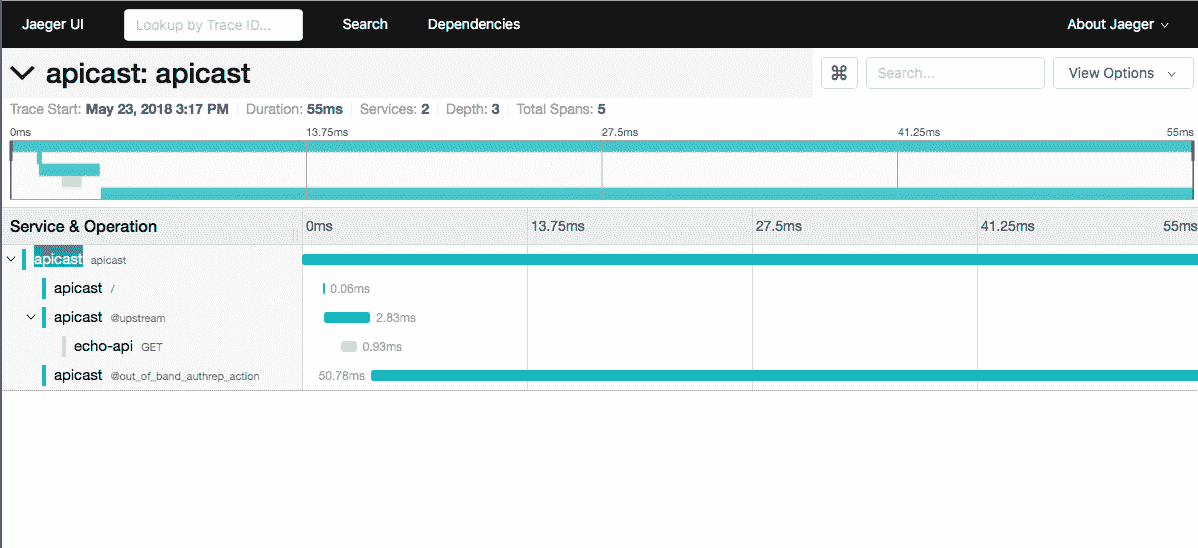 Jaeger UI Lookup by Trace ID... Search Dependencies About Jaeger
apicast: apicast ⌘ Search... View Options
Trace Start: May 23, 2018 3:17 PM Duration: 55ms Services: 2 Depth: 3 Total Spans: 5
0ms 13.75ms 27.5ms 41.25ms 55ms
Service & Operation 0ms 13.75ms 27.5ms 41.25ms 55ms
apicast apicast
apicast / 0.06ms
apicast @upstream 2.83ms
echo-api GET 0.93ms
apicast @out_of_band_authrep_action 50.78ms